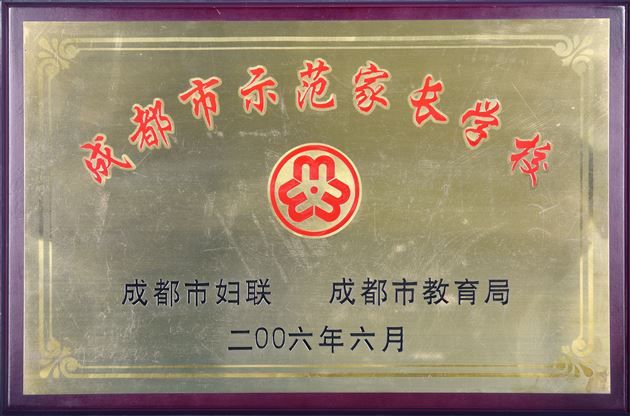 成都市示范家长学校
成都市妇联 成都市教育局
二00六年六月